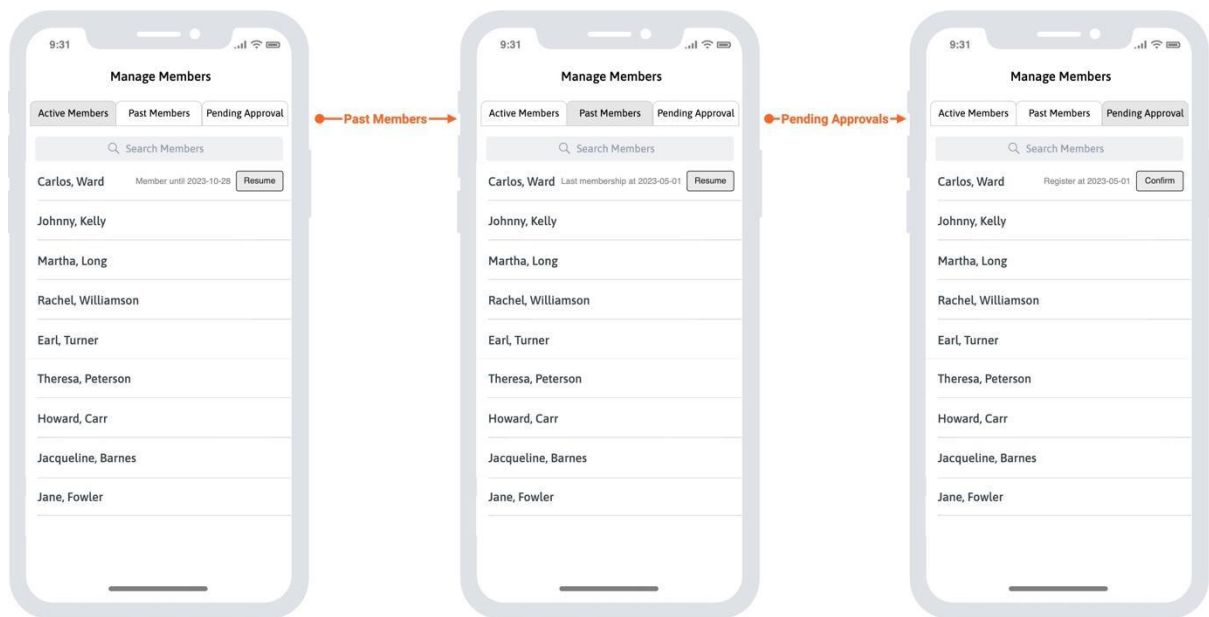 9:31
Manage Members
Active Members Past Members Pending Approval
Search Members
Carlos, Ward Member until 2023-10-28 Resume
Johnny, Kelly
Martha, Long
Rachel, Williamson
Earl, Turner
Theresa, Peterson
Howard, Carr
Jacqueline, Barnes
Jane, Fowler
Past Members
9:31
Manage Members
Active Members Past Members Pending Approval
Search Members
Carlos, Ward Last membership at 2023-05-01 Resume
Johnny, Kelly
Martha, Long
Rachel, Williamson
Earl, Turner
Theresa, Peterson
Howard, Carr
Jacqueline, Barnes
Jane, Fowler
Pending Approvals
9:31
Manage Members
Active Members Past Members Pending Approval
Search Members
Carlos, Ward Register at 2023-05-01 Confirm
Johnny, Kelly
Martha, Long
Rachel, Williamson
Earl, Turner
Theresa, Peterson
Howard, Carr
Jacqueline, Barnes
Jane, Fowler